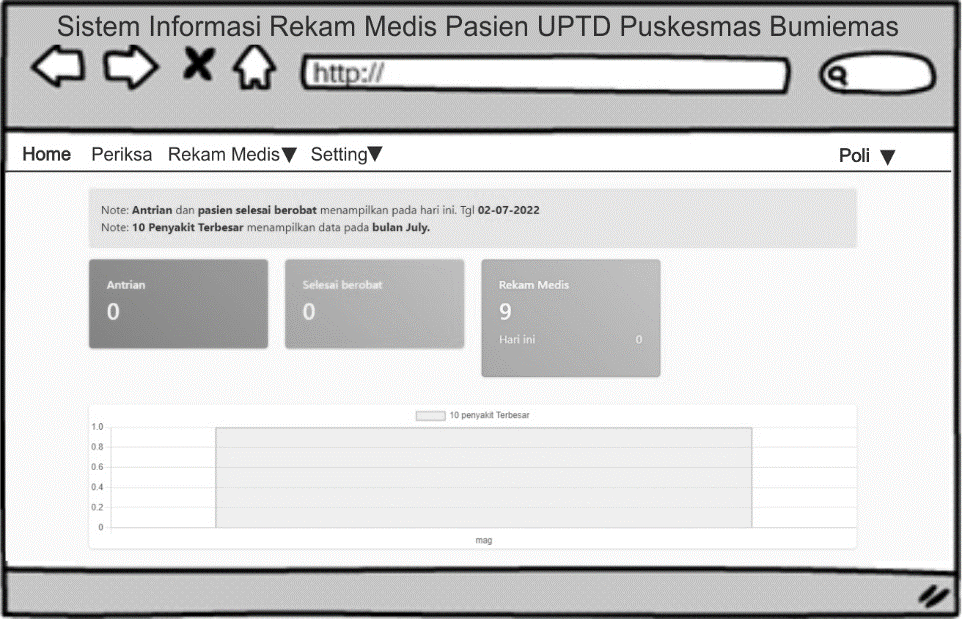 Sistem Informasi Rekam Medis Pasien UPTD Puskesmas Bumiemas
http://
Home Periksa Rekam Medis▼ Setting▼ Poli ▼
Note: Antrian dan pasien selesai berobat menampilkan pada hari ini. Tgl 02-07-2022
Note: 10 Penyakit Terbesar menampilkan data pada bulan July.
Antrian
0
Selesai berobat
0
Rekam Medis
9
Hari ini 0
10 penyakit Terbesar
1.0
0.8
0.6
0.4
0.2
0
mag